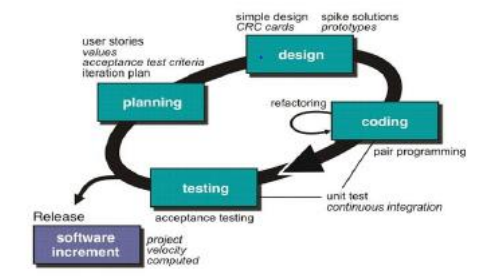 simple design
CRC cards
spike solutions
prototypes
user stories
values
acceptance test criteria
iteration plan
design
planning
refactoring
coding
pair programming
testing
unit test
continuous integration
acceptance testing
Release
software
increment
project
velocity
computed